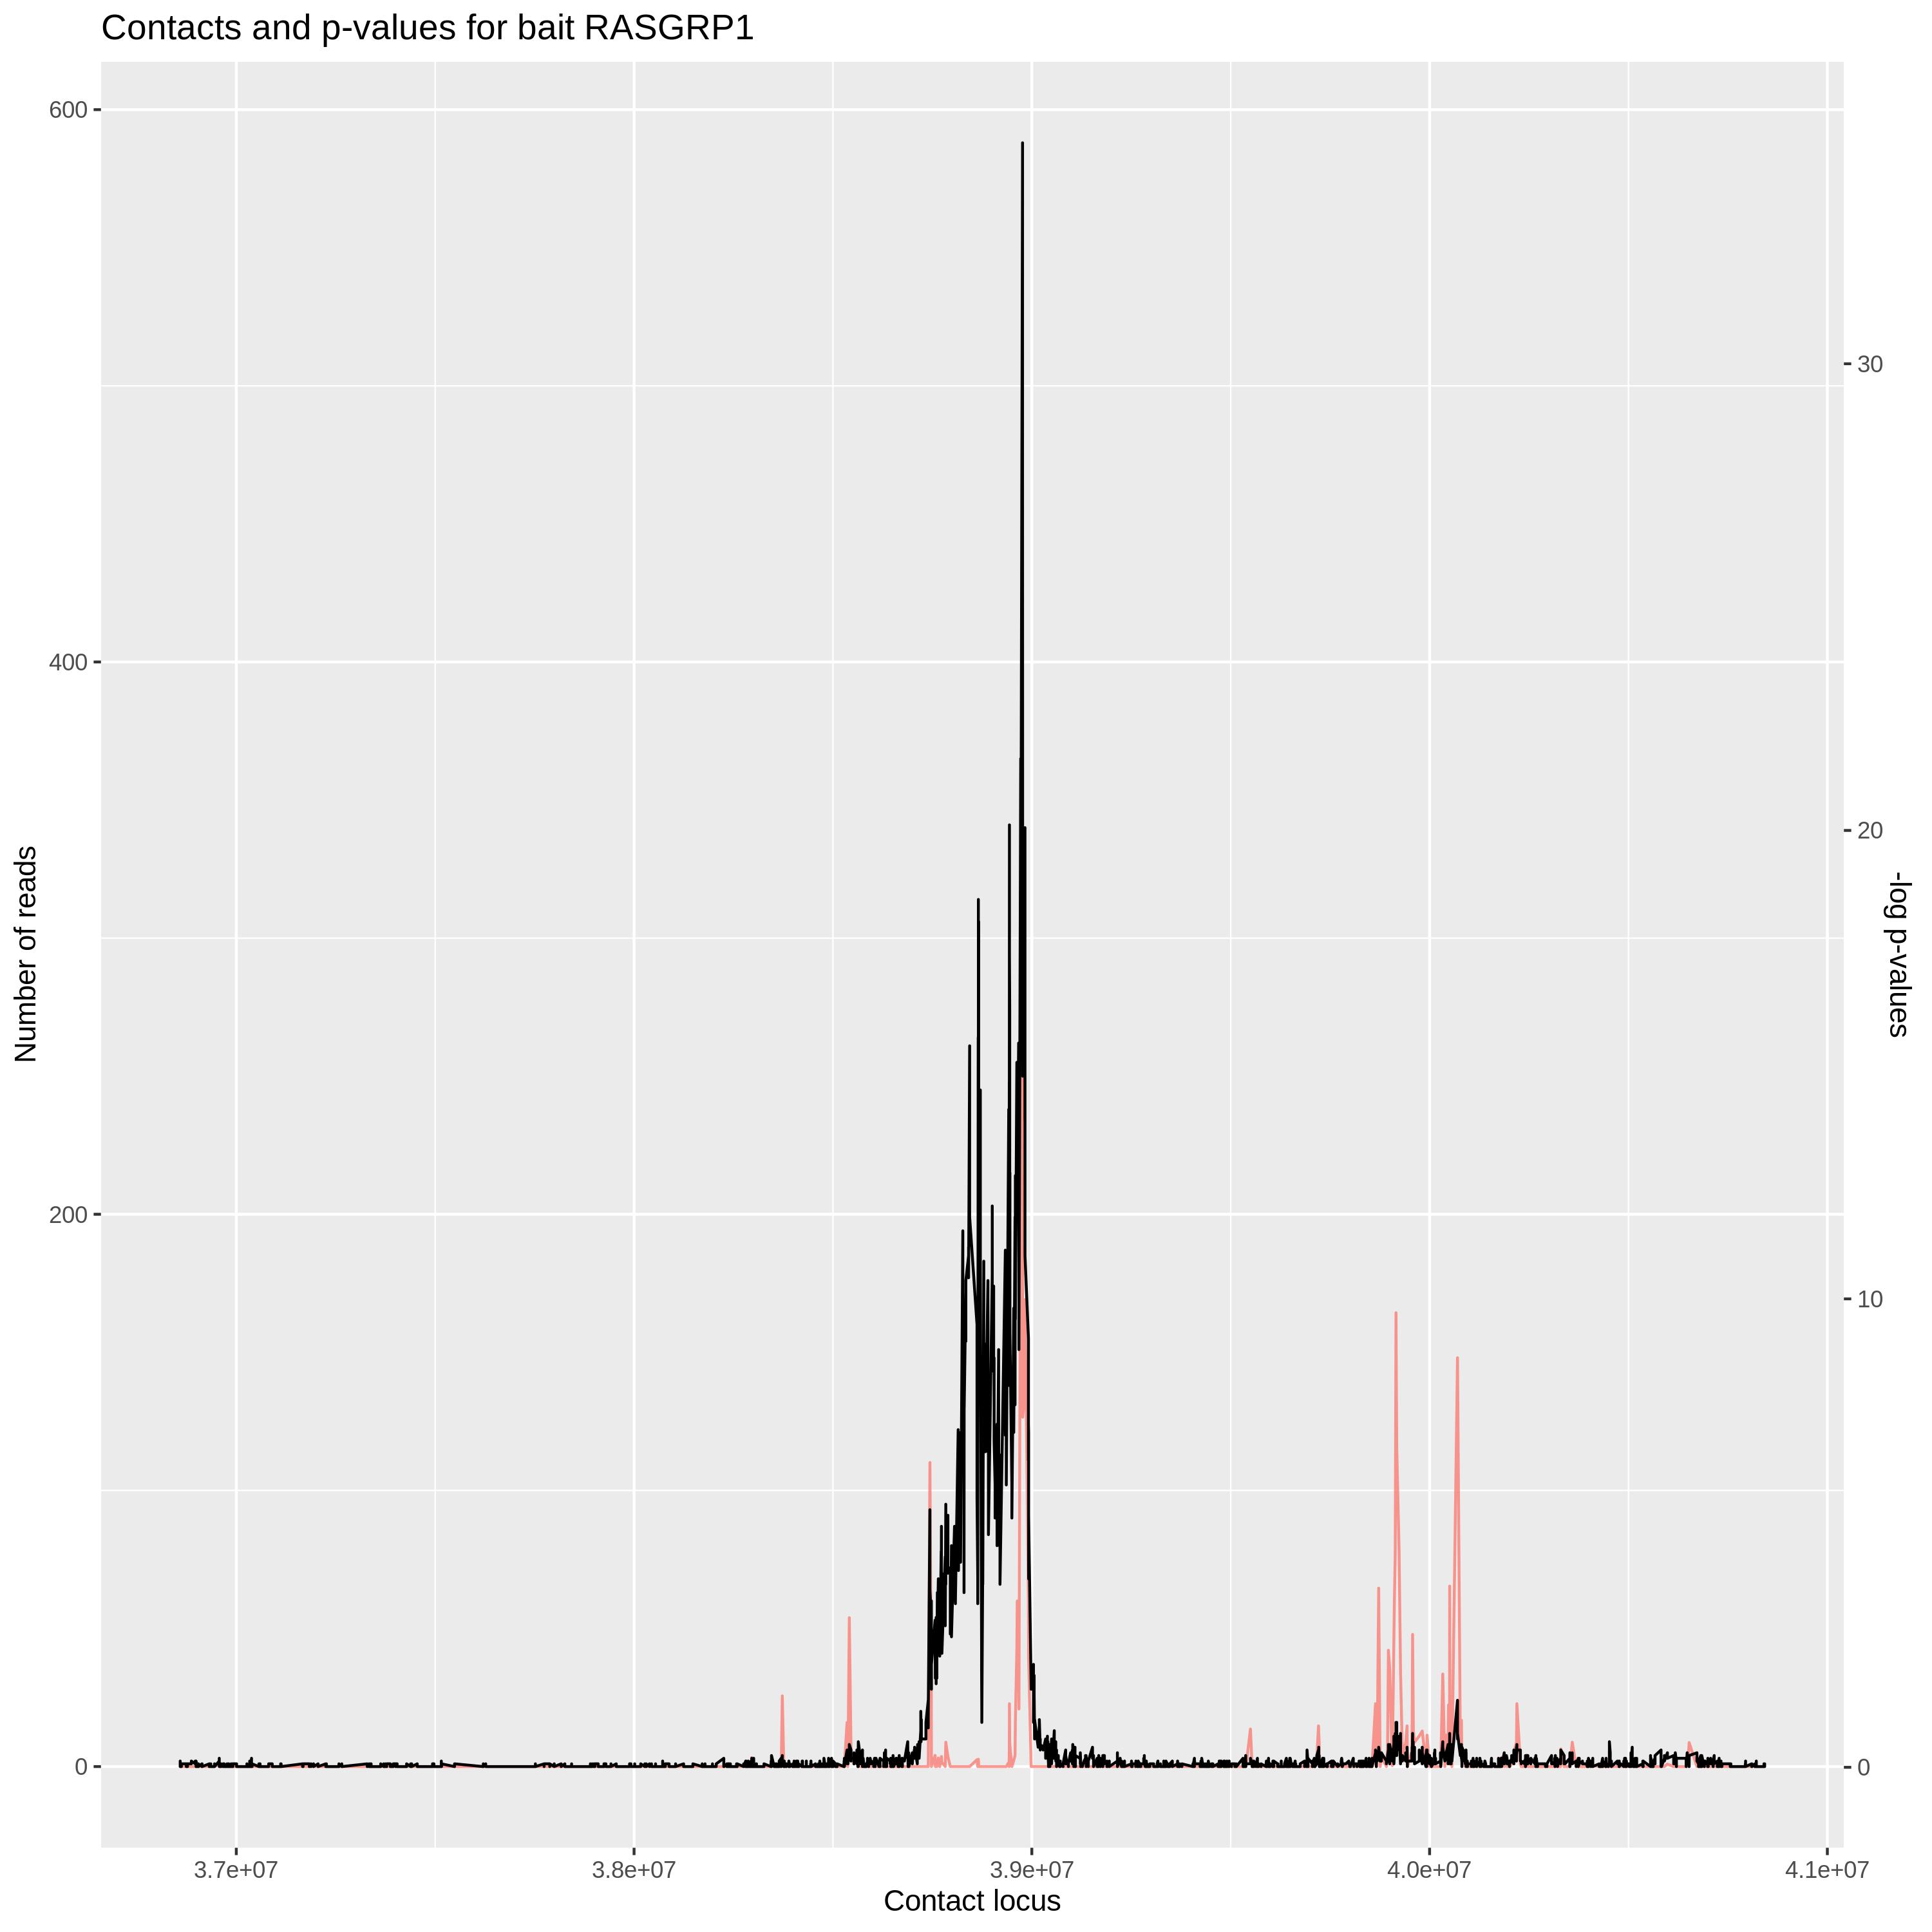 Contacts and p-values for bait RASGRP1
600
400
200
0
Number of reads
30
20
10
0
-log p-values
3.7e+07
3.8e+07
3.9e+07
4.0e+07
4.1e+07
Contact locus